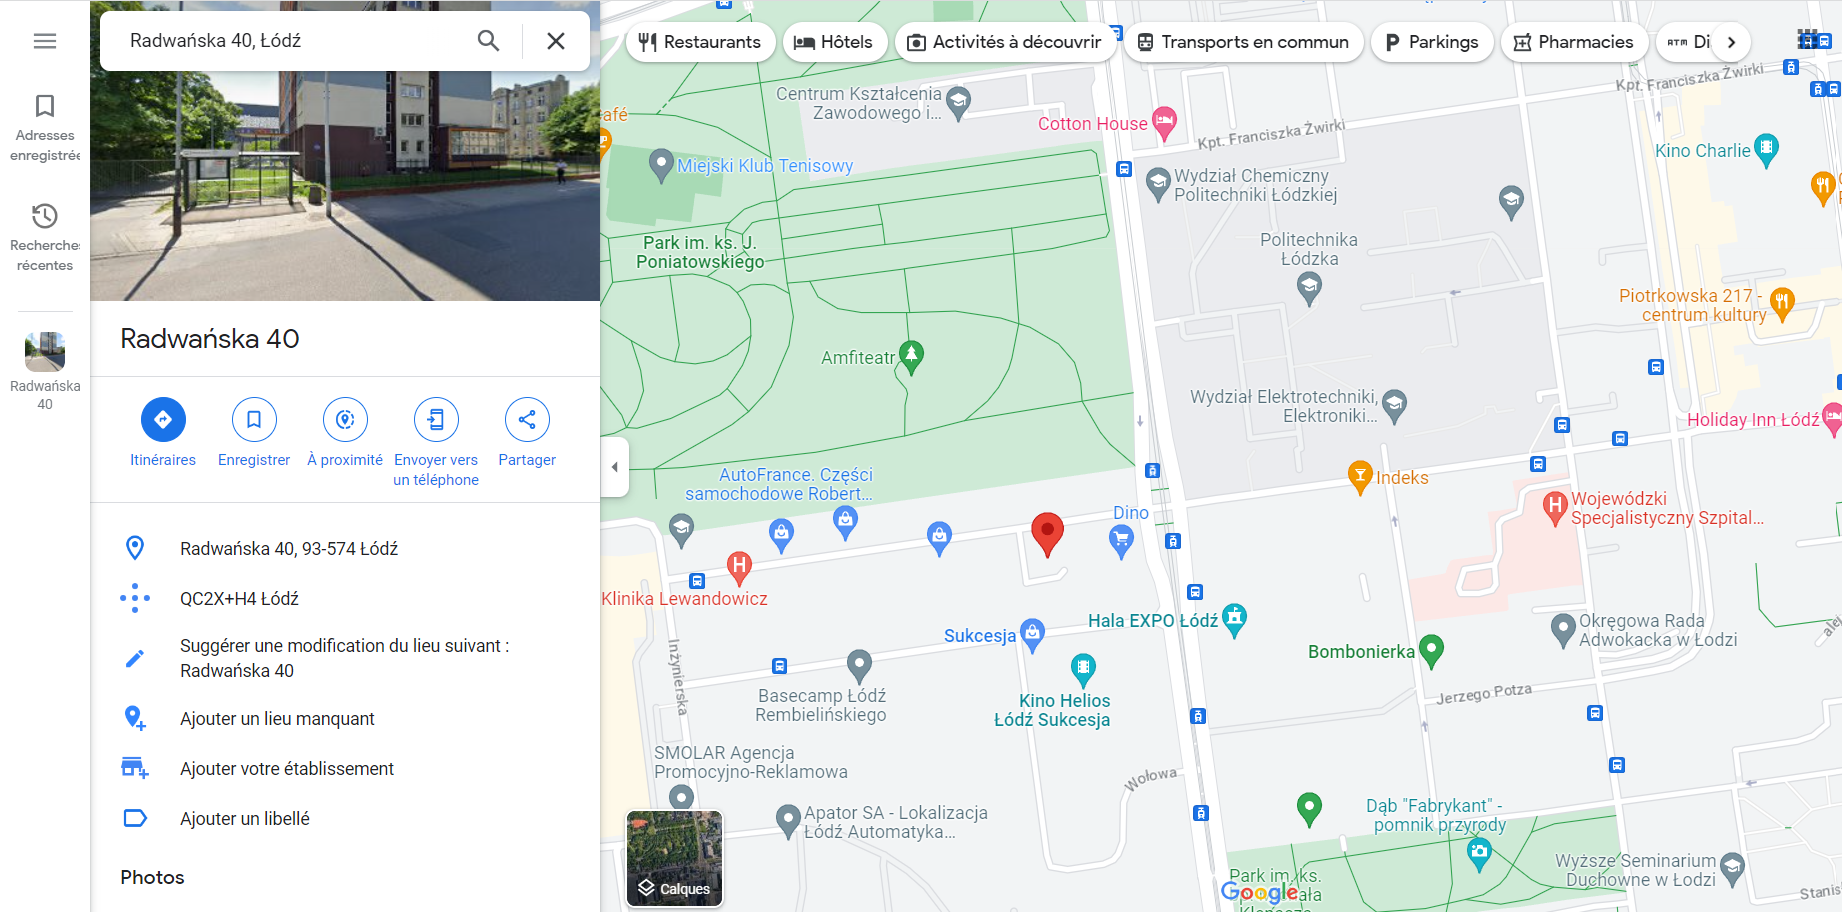 Radwańska 40, Łódź
Adresses
enregistrée
Recherches
récentes
Radwańska
40
Radwańska 40
Itinéraires
Enregistrer
À proximité
Envoyer vers
un téléphone
Partager
Radwańska 40, 93-574 Łódź
QC2X+H4 Łódź
Suggérer une modification du lieu suivant :
Radwańska 40
Ajouter un lieu manquant
Ajouter votre établissement
Ajouter un libellé
Photos
Restaurants
Hôtels
Activités à découvrir
Transports en commun
Parkings
Pharmacies
ATM Di
afé
Centrum Kształcenia
Zawodowego i...
Cotton House
Kpt. Franciszka Żwirki
Kpt. Franciszka Żwirki
Kino Charlie
Miejski Klub Tenisowy
Wydział Chemiczny
Politechniki Łódzkiej
Park im. ks. J.
Poniatowskiego
Politechnika
Łódzka
Piotrkowska 217 -
centrum kultury
Amfiteatr
Wydział Elektrotechniki,
Elektroniki...
Holiday Inn Łódź
AutoFrance. Części
samochodowe Robert...
Indeks
Dino
Wojewódzki
Specjalistyczny Szpital...
Klinika Lewandowicz
Hala EXPO Łódź
Sukcesja
Okręgowa Rada
Adwokacka w Łodzi
alej
Bombonierka
Inżynierska
Basecamp Łódź
Rembielińskiego
Kino Helios
Łódź Sukcesja
Jerzego Potza
SMOLAR Agencja
Promocyjno-Reklamowa
Wołowa
Apator SA - Lokalizacja
Łódź Automatyka...
Dąb "Fabrykant" -
pomnik przyrody
Calques
Wyższe Seminarium
Duchowne w Łodzi
Park im. ks.
Google
Stanis